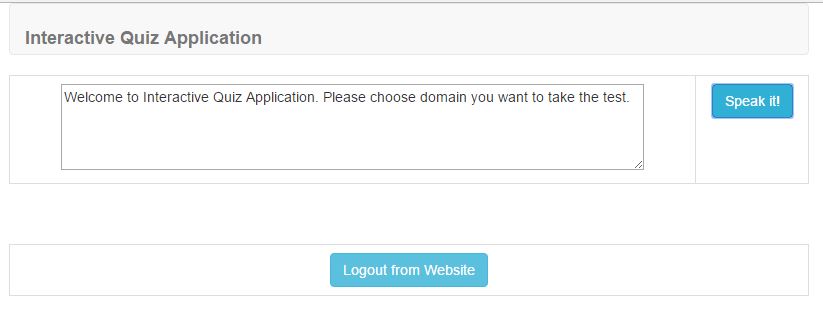 Interactive Quiz Application
Welcome to Interactive Quiz Application. Please choose domain you want to take the test.
Speak it!
Logout from Website